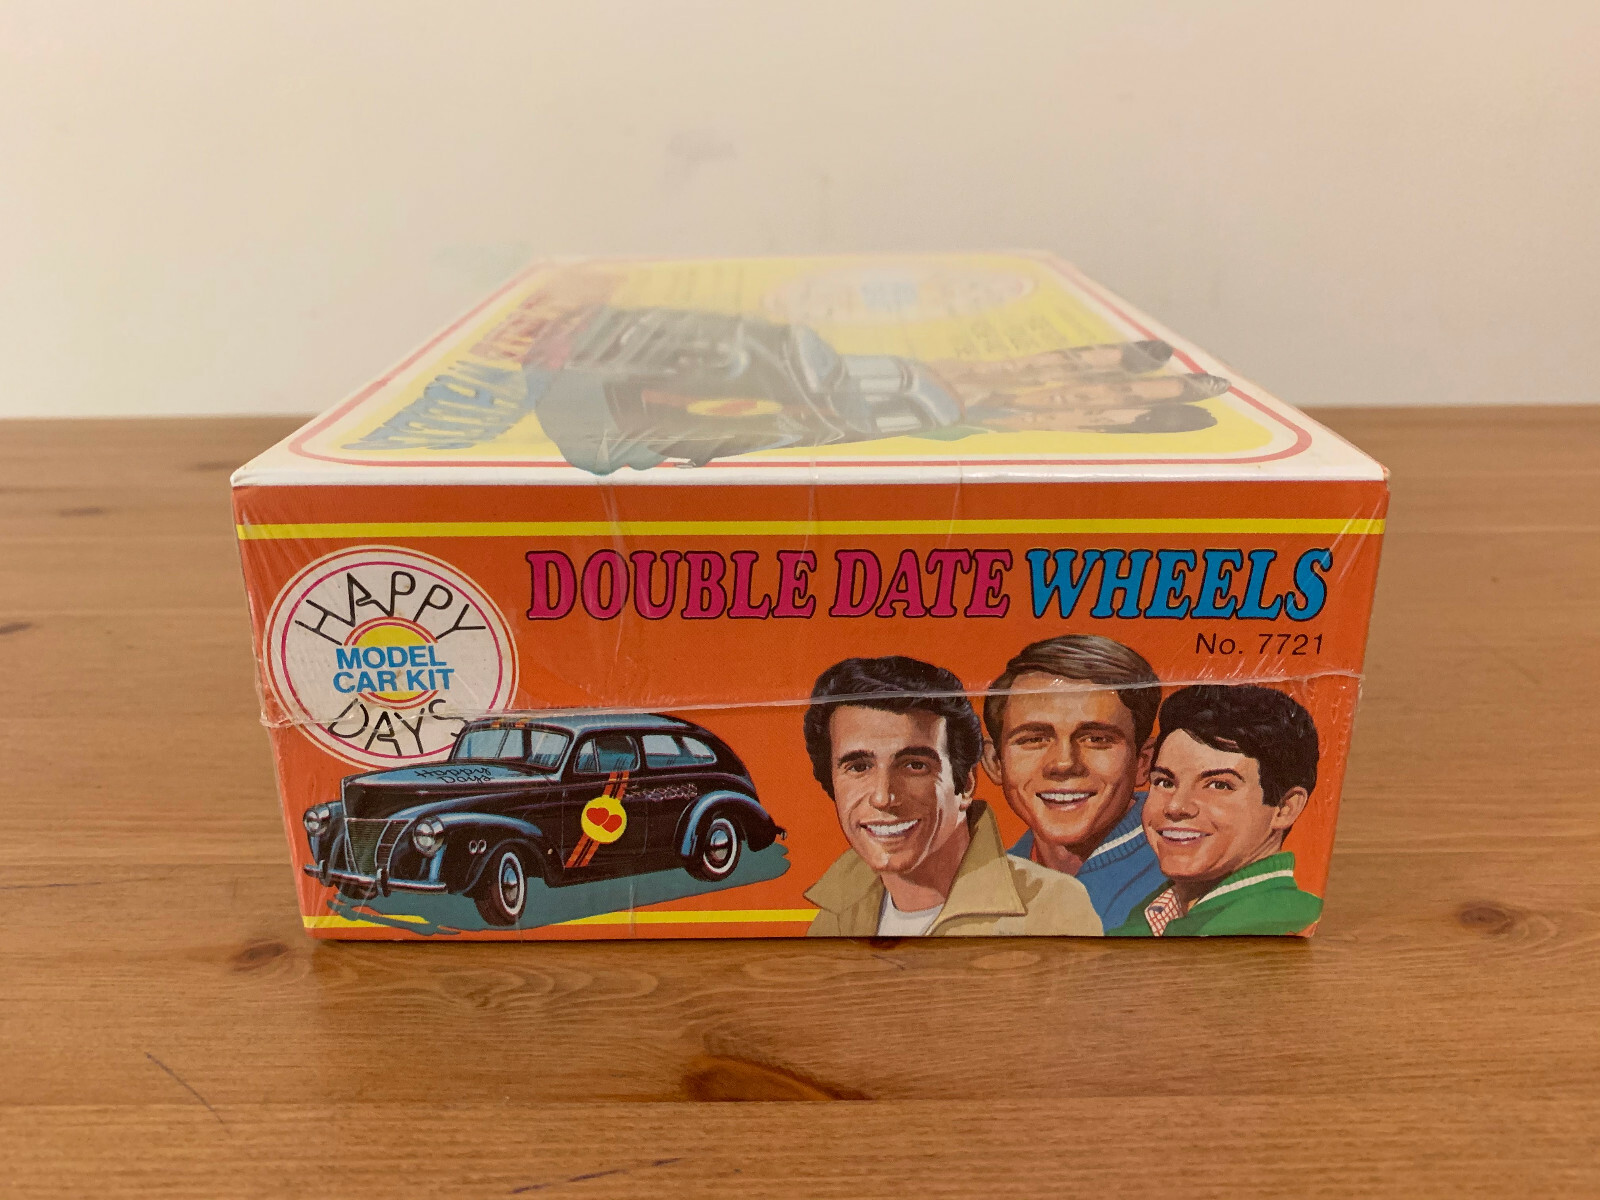 DOUBLE DATE WHEELS
No. 7721
HAPPY
MODEL
CAR KIT
DAYS
Happy
Days